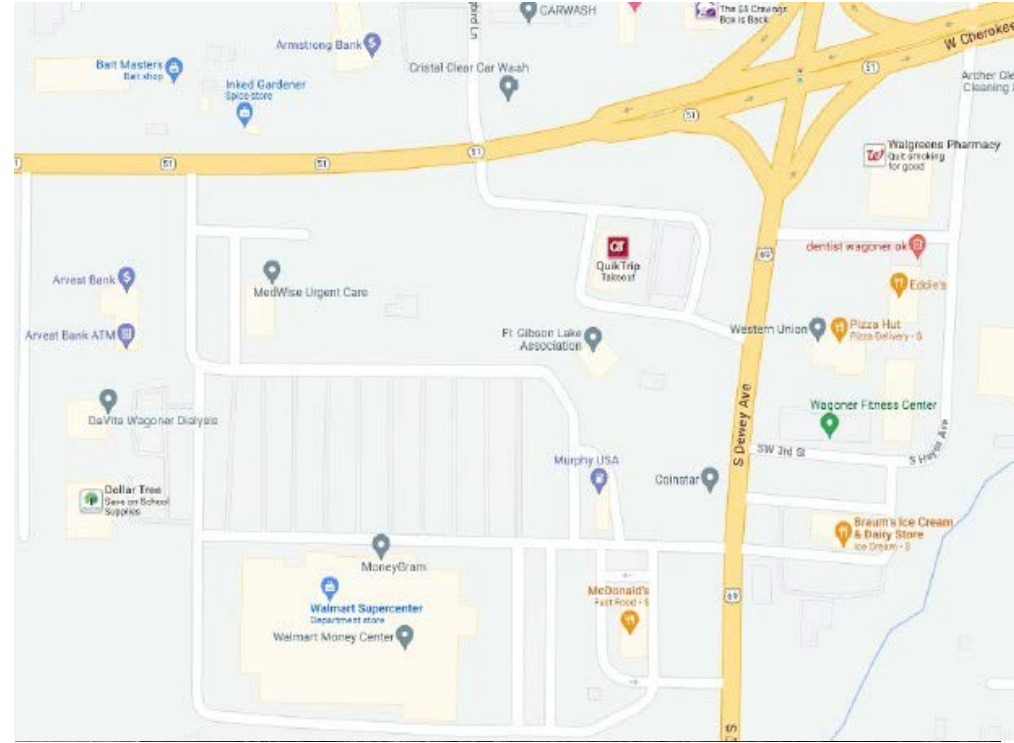 CARWASH
The $5 Cravings
Box is Back
W Cherokee
Armstrong Bank
Bait Masters
Bait shop
Cristal Clear Car Wash
Inked Gardener
Spice store
51
51
51
51
51
51
Walgreens Pharmacy
Quit smoking
for good
dentist wagoner ok
69
QuikTrip
Takeout
Arvest Bank
MedWise Urgent Care
Eddie's
Arvest Bank ATM
Ft Gibson Lake
Association
Western Union
Pizza Hut
Pizza Delivery - $
DaVita Wagoner Dialysis
Wagoner Fitness Center
S Dewey Ave
SW 3rd St
S Hayes Ave
Murphy USA
Coinstar
Dollar Tree
Save on School
Supplies
Braum's Ice Cream
& Dairy Store
Ice Cream - $
MoneyGram
McDonald's
Fast Food - $
69
Walmart Supercenter
Department store
Walmart Money Center